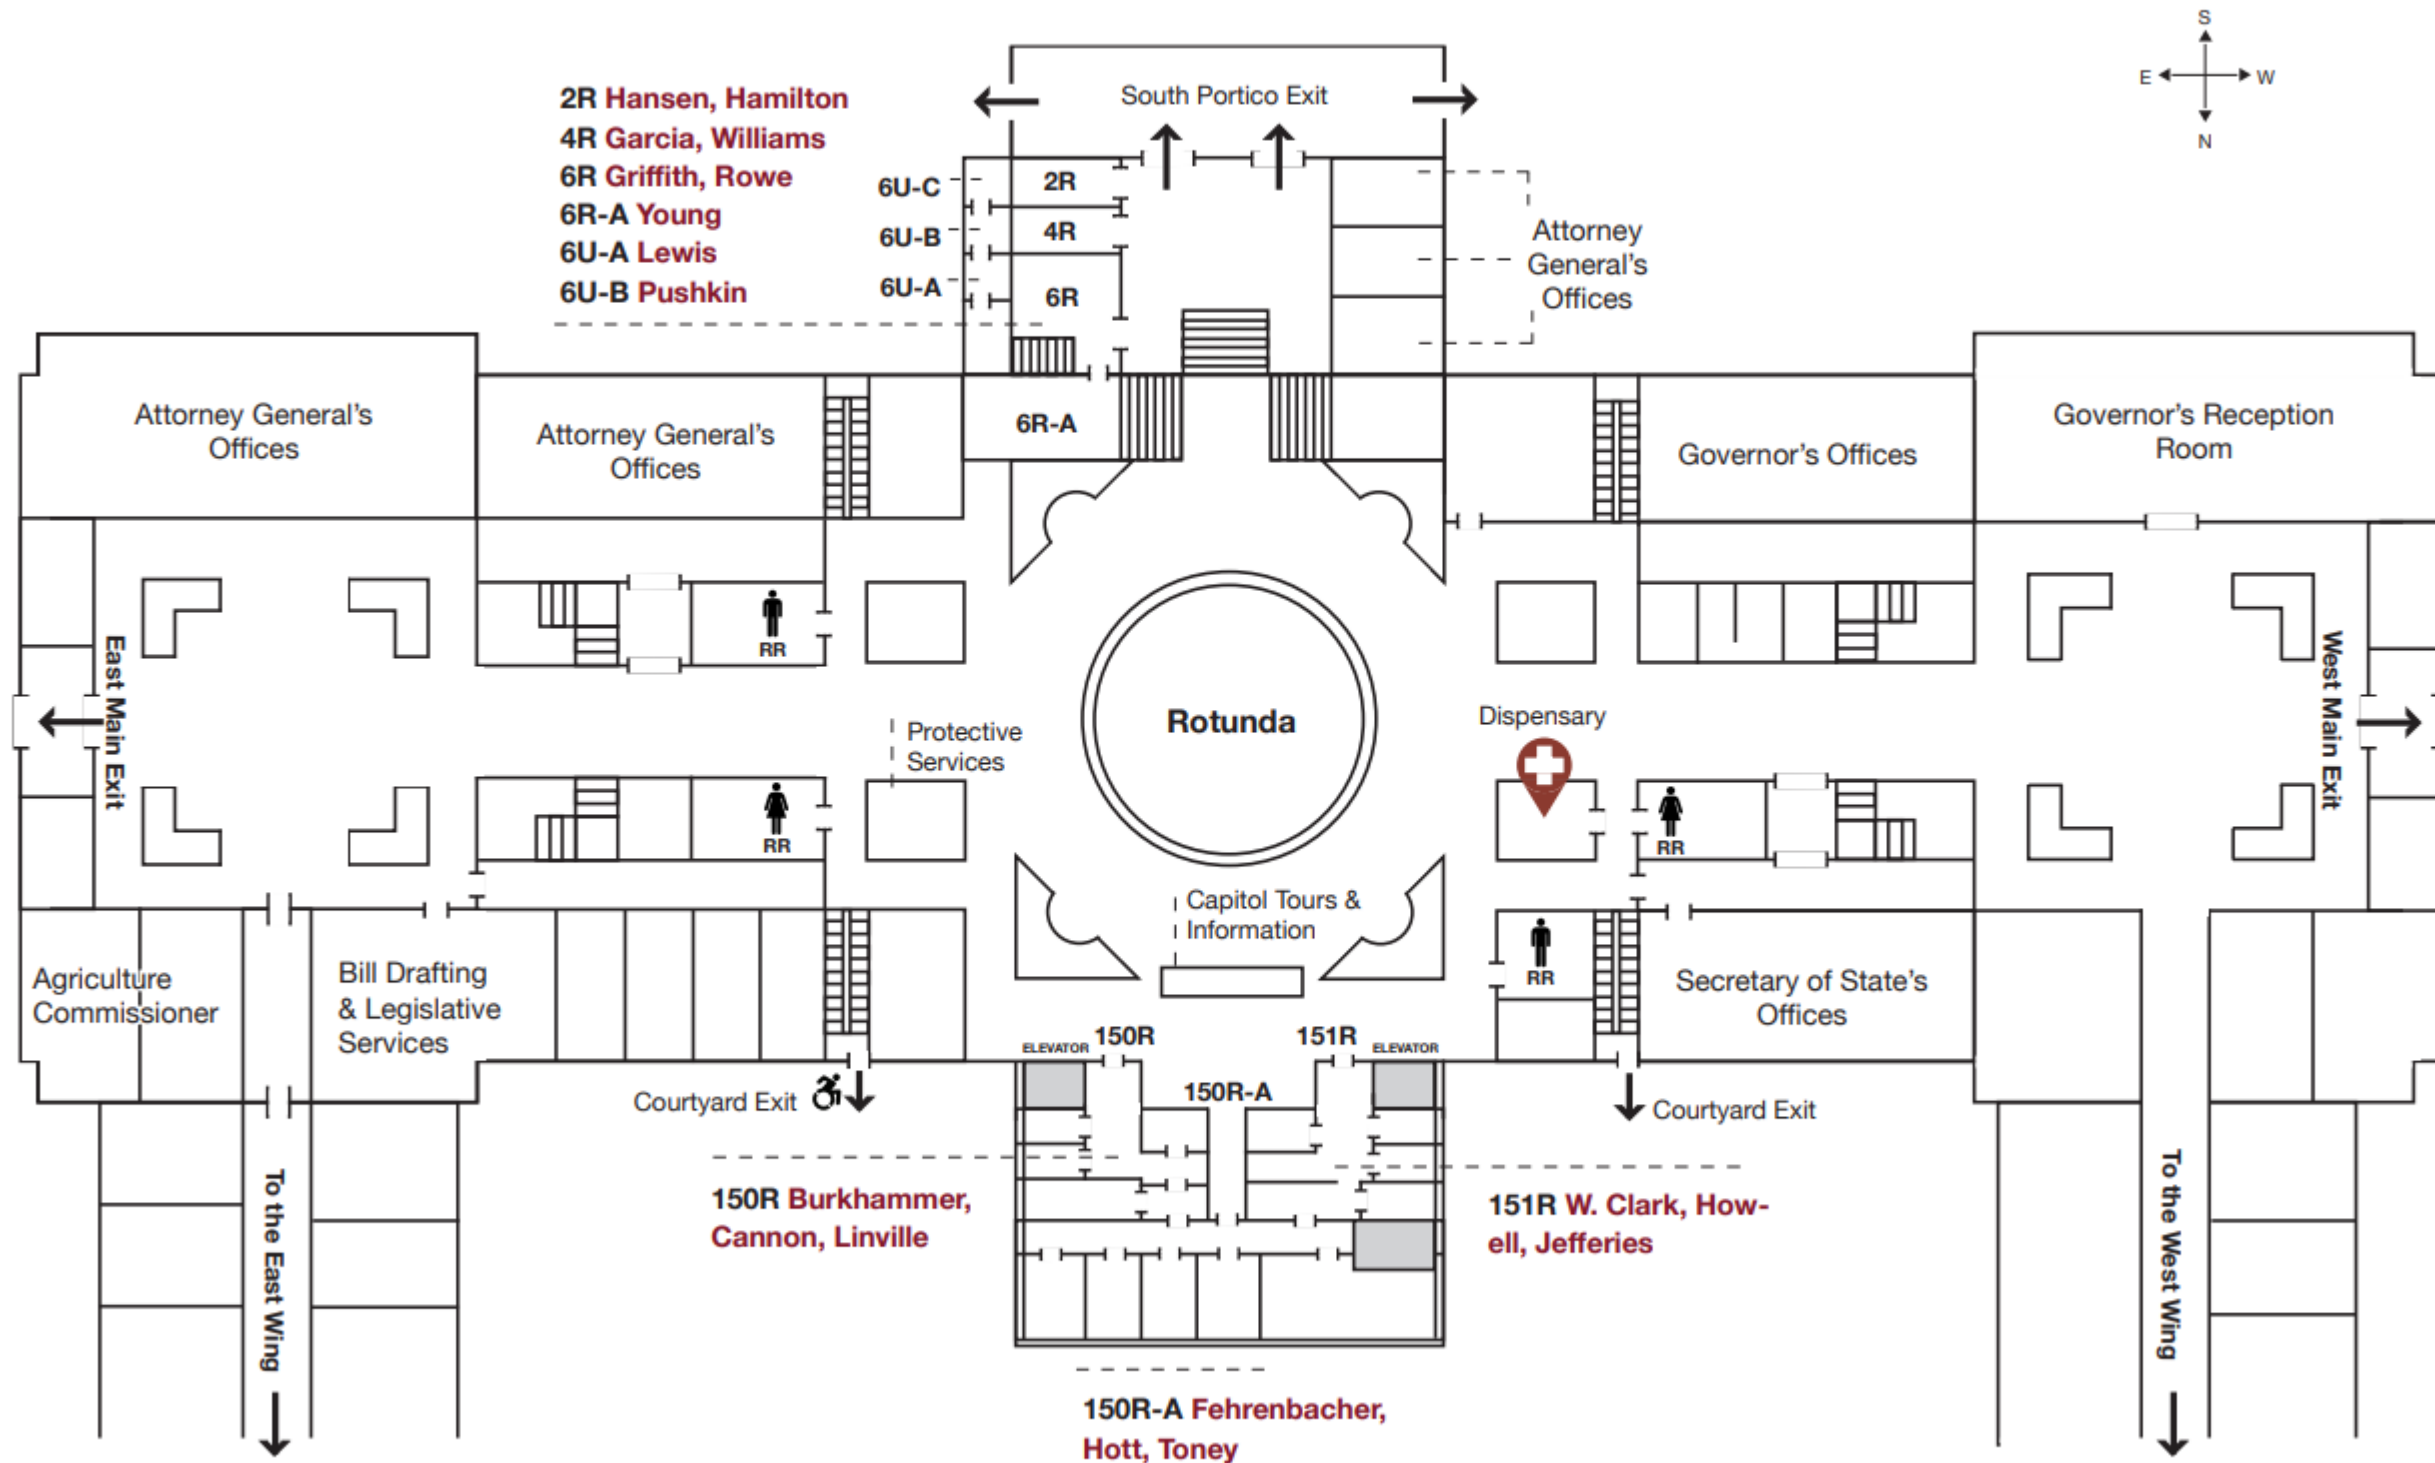 S
E W
N
South Portico Exit
2R Hansen, Hamilton
4R Garcia, Williams
6R Griffith, Rowe
6R-A Young
6U-A Lewis
6U-B Pushkin
6U-C
6U-B
6U-A
2R
4R
6R
6R-A
Attorney
General's
Offices
Attorney General's
Offices
Attorney General's
Offices
Governor's Offices
Governor's Reception
Room
East Main Exit
RR
RR
Protective
Services
Rotunda
Dispensary
RR
RR
West Main Exit
Capitol Tours &
Information
Agriculture
Commissioner
Bill Drafting
& Legislative
Services
Secretary of State's
Offices
ELEVATOR
150R
151R
ELEVATOR
150R-A
Courtyard Exit
Courtyard Exit
150R Burkhammer,
Cannon, Linville
151R W. Clark, How-
ell, Jefferies
To the East Wing
To the West Wing
150R-A Fehrenbacher,
Hott, Toney